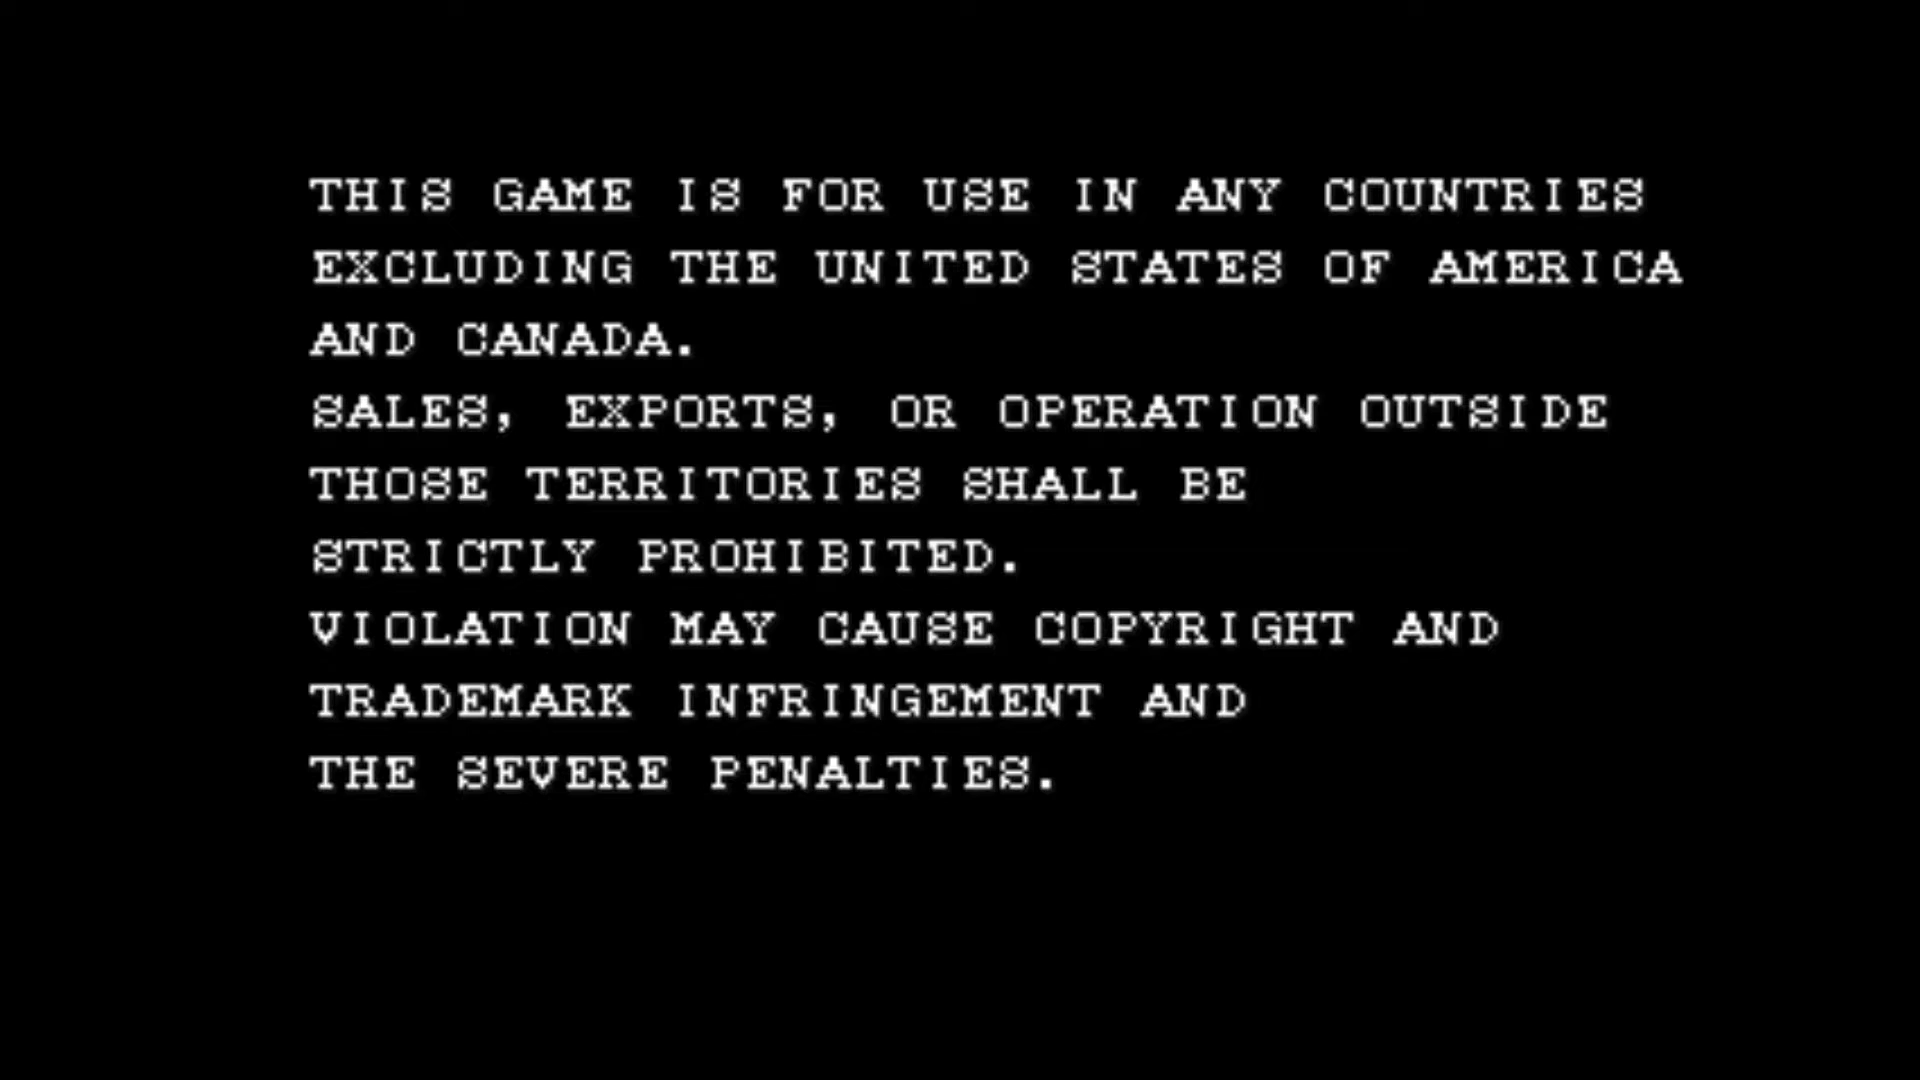 THIS GAME IS FOR USE IN ANY COUNTRIES
EXCLUDING THE UNITED STATES OF AMERICA
AND CANADA.
SALES, EXPORTS, OR OPERATION OUTSIDE
THOSE TERRITORIES SHALL BE
STRICTLY PROHIBITED.
VIOLATION MAY CAUSE COPYRIGHT AND
TRADEMARK INFRINGEMENT AND
THE SEVERE PENALTIES.